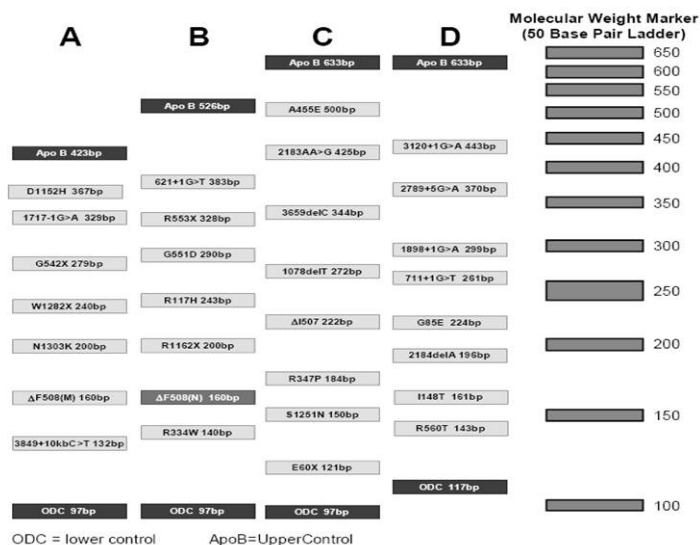 A
B
C
D
Molecular Weight Marker
(50 Base Pair Ladder)
Apo B 423bp
D1152H 367bp
1717-1G>A 329bp
G542X 279bp
W1282X 240bp
N1303K 200bp
ΔF508(M) 160bp
3849+10kbC>T 132bp
ODC 97bp
Apo B 526bp
621+1G>T 383bp
R553X 328bp
G551D 290bp
R117H 243bp
R1162X 200bp
ΔF508(N) 160bp
R334W 140bp
ODC 97bp
Apo B 633bp
A455E 500bp
2183AA>G 425bp
3659delC 344bp
1078delT 272bp
ΔI507 222bp
R347P 184bp
S1251N 150bp
E60X 121bp
ODC 97bp
Apo B 633bp
3120+1G>A 443bp
2789+5G>A 370bp
1898+1G>A 299bp
711+1G>T 261bp
G85E 224bp
2184delA 196bp
I148T 161bp
R560T 143bp
ODC 117bp
650
600
550
500
450
400
350
300
250
200
150
100
ODC = lower control ApoB=UpperControl